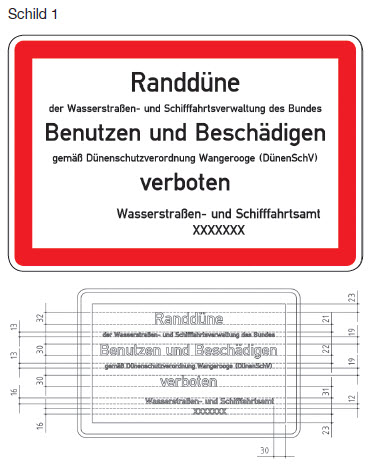 Schild 1
Randdüne
der Wasserstraßen- und Schifffahrtsverwaltung des Bundes
Benutzen und Beschädigen
gemäß Dünenschutzverordnung Wangerooge (DünenSchV)
verboten
Wasserstraßen- und Schifffahrtsamt
XXXXXXX
23
32
Randdüne
21
13
der Wasserstraßen- und Schifffahrtsverwaltung des Bundes
19
30
Benutzen und Beschädigen
22
13
gemäß Dünenschutzverordnung Wangerooge (DünenSchV)
19
30
verboten
31
16
Wasserstraßen- und Schifffahrtsamt
12
XXXXXXX
16
23
30